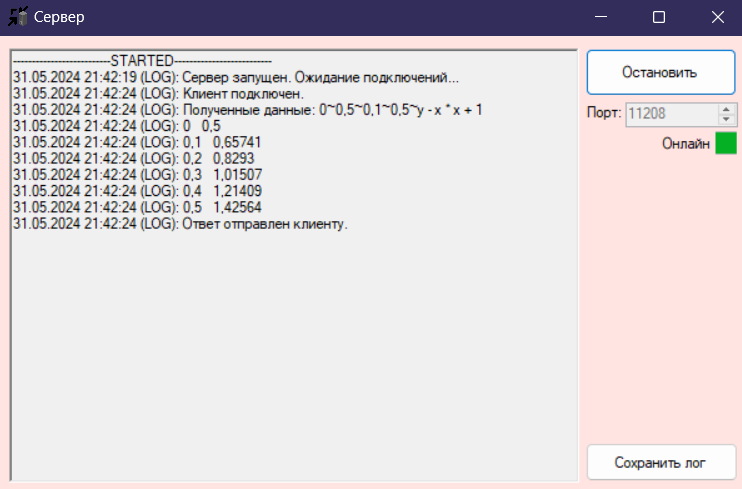 Сервер
--------------------------STARTED--------------------------
31.05.2024 21:42:19 (LOG): Сервер запущен. Ожидание подключений...
31.05.2024 21:42:24 (LOG): Клиент подключен.
31.05.2024 21:42:24 (LOG): Полученные данные: 0~0,5~0,1~0,5~y - x * x + 1
31.05.2024 21:42:24 (LOG): 0   0,5
31.05.2024 21:42:24 (LOG): 0,1   0,65741
31.05.2024 21:42:24 (LOG): 0,2   0,8293
31.05.2024 21:42:24 (LOG): 0,3   1,01507
31.05.2024 21:42:24 (LOG): 0,4   1,21409
31.05.2024 21:42:24 (LOG): 0,5   1,42564
31.05.2024 21:42:24 (LOG): Ответ отправлен клиенту.
Остановить
Порт: 11208
Онлайн
Сохранить лог